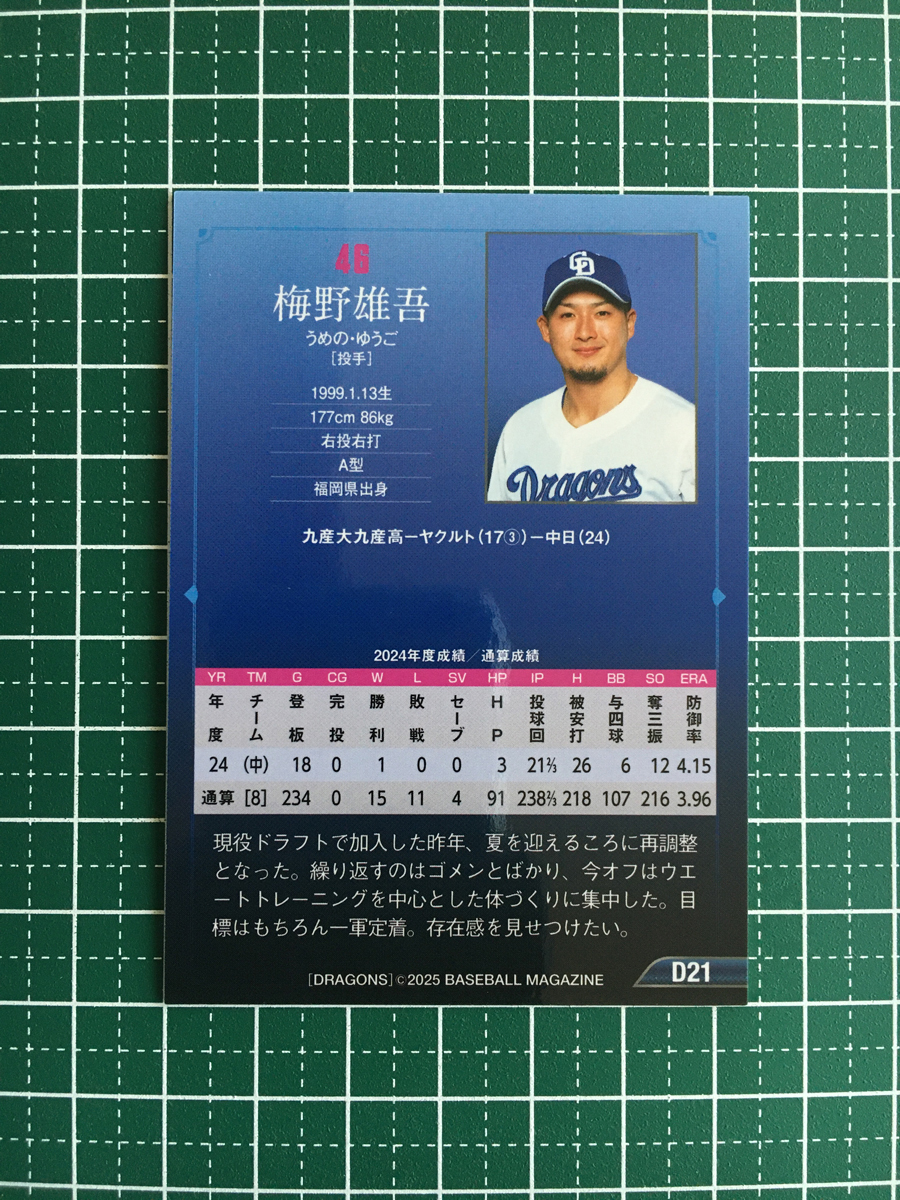 46
梅野雄吾
うめの・ゆうご
[投手]
1999.1.13生
177cm 86kg
右投右打
A型
福岡県出身
CD
Dragons
九産大九産高ーヤクルト(17③)ー中日(24)
2024年度成績/通算成績
YR TM G CG W L SV HP IP H BB SO ERA
年度 チーム 登板 完投 勝利 敗戦 セーブ HP 投球回 被安打 与四球 奪三振 防御率
24 (中) 18 0 1 0 0 3 21⅔ 26 6 12 4.15
通算 [8] 234 0 15 11 4 91 238⅔ 218 107 216 3.96
現役ドラフトで加入した昨年、夏を迎えるころに再調整
となった。繰り返すのはゴメンとばかり、今オフはウエ
ートトレーニングを中心とした体づくりに集中した。目
標はもちろん一軍定着。存在感を見せつけたい。
[DRAGONS]©2025 BASEBALL MAGAZINE
D21